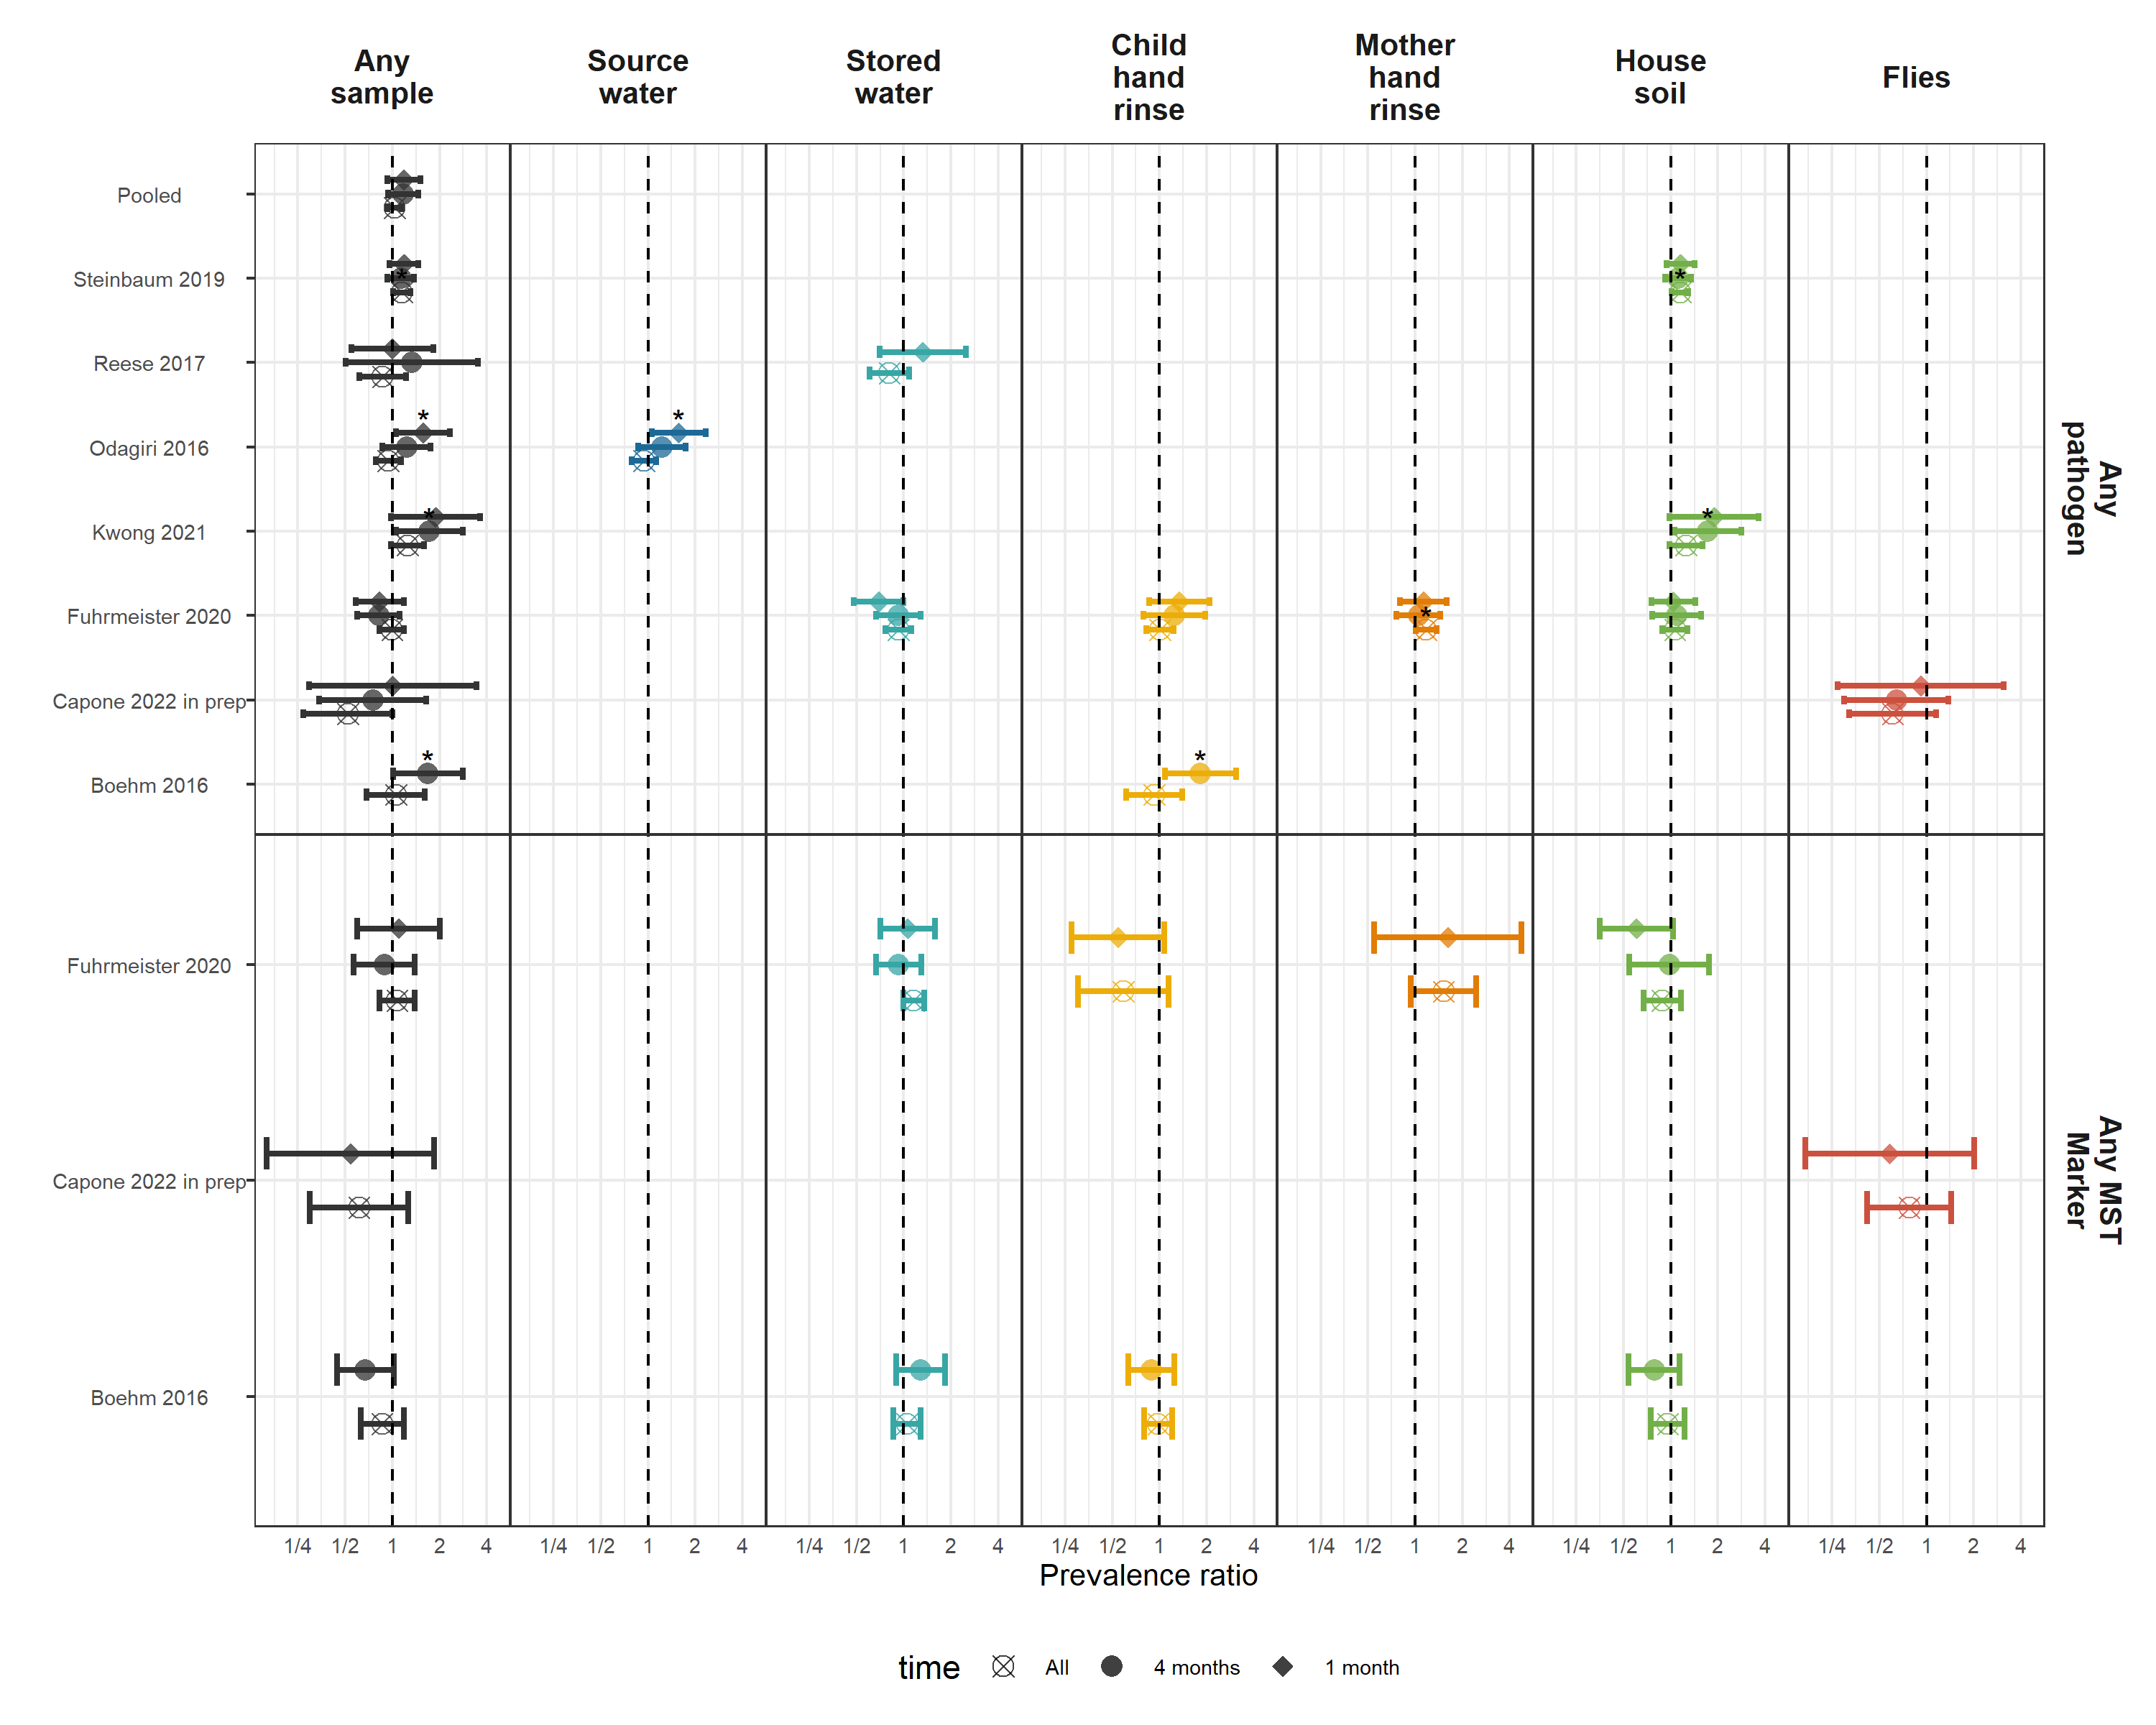 Any
sample
Source
water
Stored
water
Child
hand
rinse
Mother
hand
rinse
House
soil
Flies
Pooled
Steinbaum 2019
*
*
Reese 2017
Odagiri 2016
*
*
Kwong 2021
*
*
Fuhrmeister 2020
*
Capone 2022 in prep
Boehm 2016
*
*
Any
pathogen
Fuhrmeister 2020
Capone 2022 in prep
Boehm 2016
Any MST
Marker
1/4 1/2 1 2 4 1/4 1/2 1 2 4 1/4 1/2 1 2 4 1/4 1/2 1 2 4 1/4 1/2 1 2 4 1/4 1/2 1 2 4 1/4 1/2 1 2 4
Prevalence ratio
time All 4 months 1 month